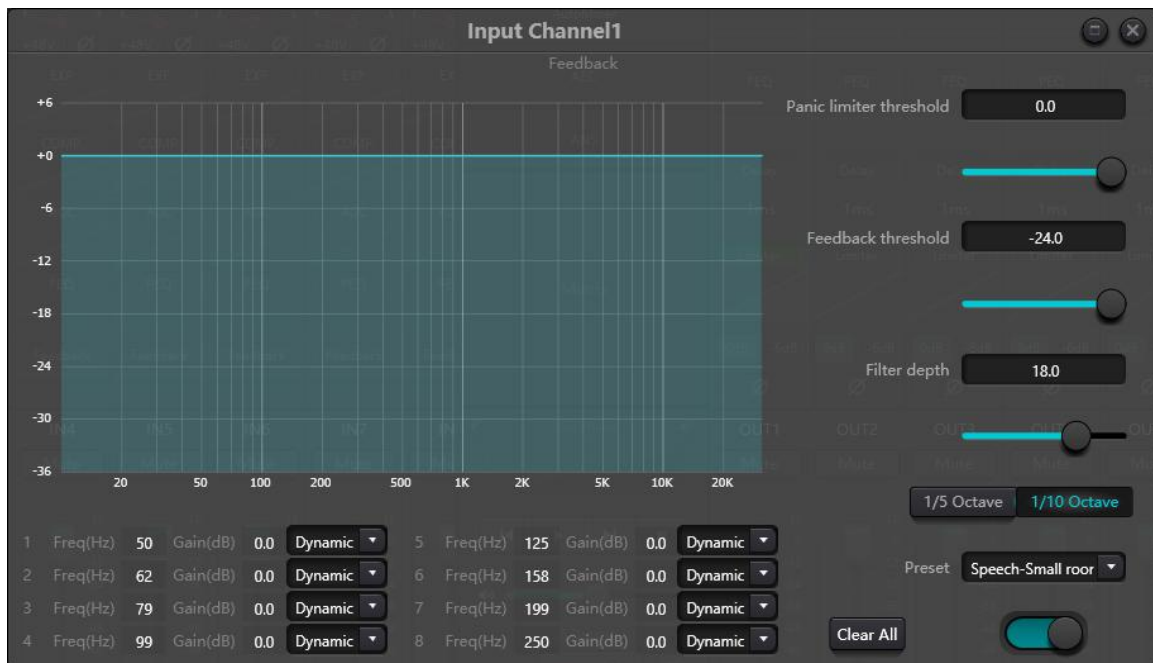 Input Channel1
Feedback
+6
+0
-6
-12
-18
-24
-30
-36
20 50 100 200 500 1K 2K 5K 10K 20K
Panic limiter threshold 0.0
Feedback threshold -24.0
Filter depth 18.0
1/5 Octave 1/10 Octave
Preset Speech-Small roor
Clear All
1 Freq(Hz) 50 Gain(dB) 0.0 Dynamic 5 Freq(Hz) 125 Gain(dB) 0.0 Dynamic
2 Freq(Hz) 62 Gain(dB) 0.0 Dynamic 6 Freq(Hz) 158 Gain(dB) 0.0 Dynamic
3 Freq(Hz) 79 Gain(dB) 0.0 Dynamic 7 Freq(Hz) 199 Gain(dB) 0.0 Dynamic
4 Freq(Hz) 99 Gain(dB) 0.0 Dynamic 8 Freq(Hz) 250 Gain(dB) 0.0 Dynamic